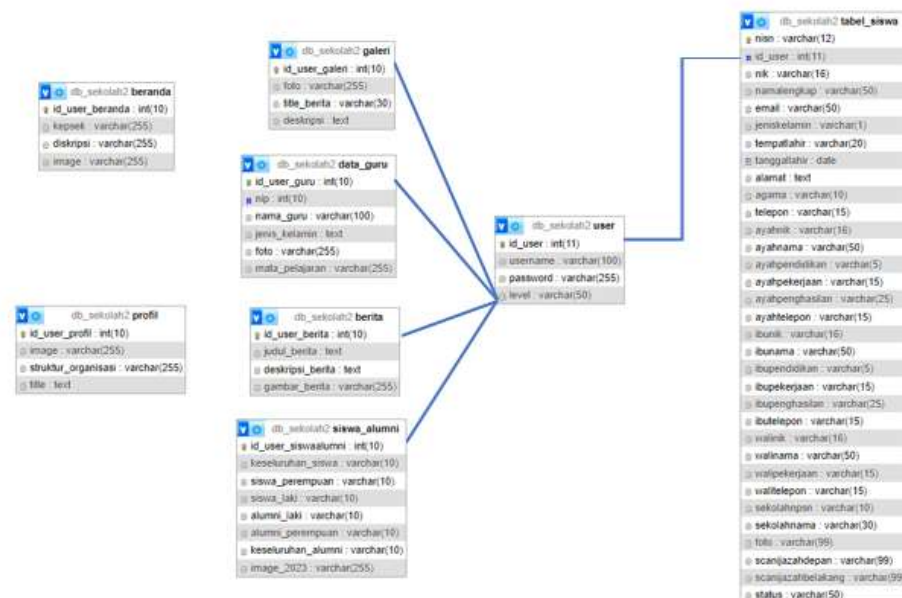 db_sekolah2 beranda
id_user_beranda : int(10)
kepsek : varchar(255)
diskripsi : varchar(255)
image : varchar(255)
db_sekolah2 profil
id_user_profil : int(10)
image : varchar(255)
struktur_organisasi : varchar(255)
title : text
db_sekolah2 galeri
id_user_galeri : int(10)
foto : varchar(255)
title_berita : varchar(30)
deskripsi : text
db_sekolah2 data_guru
id_user_guru : int(10)
nip : int(10)
nama_guru : varchar(100)
jenis_kelamin : text
foto : varchar(255)
mata_pelajaran : varchar(255)
db_sekolah2 berita
id_user_berita : int(10)
judul_berita : text
deskripsi_berita : text
gambar_berita : varchar(255)
db_sekolah2 siswa_alumni
id_user_siswaalumni : int(10)
keseluruhan_siswa : varchar(10)
siswa_perempuan : varchar(10)
siswa_laki : varchar(10)
alumni_laki : varchar(10)
alumni_perempuan : varchar(10)
keseluruhan_alumni : varchar(10)
image_2023 : varchar(255)
db_sekolah2 user
id_user : int(11)
username : varchar(100)
password : varchar(255)
level : varchar(50)
db_sekolah2 tabel_siswa
nisn : varchar(12)
id_user : int(11)
nik : varchar(16)
namalengkap : varchar(50)
email : varchar(50)
jeniskelamin : varchar(1)
tempatlahir : varchar(20)
tanggallahir : date
alamat : text
agama : varchar(10)
telepon : varchar(15)
ayahnik : varchar(16)
ayahnama : varchar(50)
ayahpendidikan : varchar(5)
ayahpekerjaan : varchar(15)
ayahpenghasilan : varchar(25)
ayahtelepon : varchar(15)
ibunik : varchar(16)
ibunama : varchar(50)
ibupendidikan : varchar(5)
ibupekerjaan : varchar(15)
ibupenghasilan : varchar(25)
ibutelepon : varchar(15)
walinik : varchar(16)
walinama : varchar(50)
walipekerjaan : varchar(15)
walitelepon : varchar(15)
sekolahnpsn : varchar(10)
sekolahnama : varchar(30)
foto : varchar(99)
scanijazahdepan : varchar(99)
scanijazahbelakang : varchar(99
status : varchar(50)